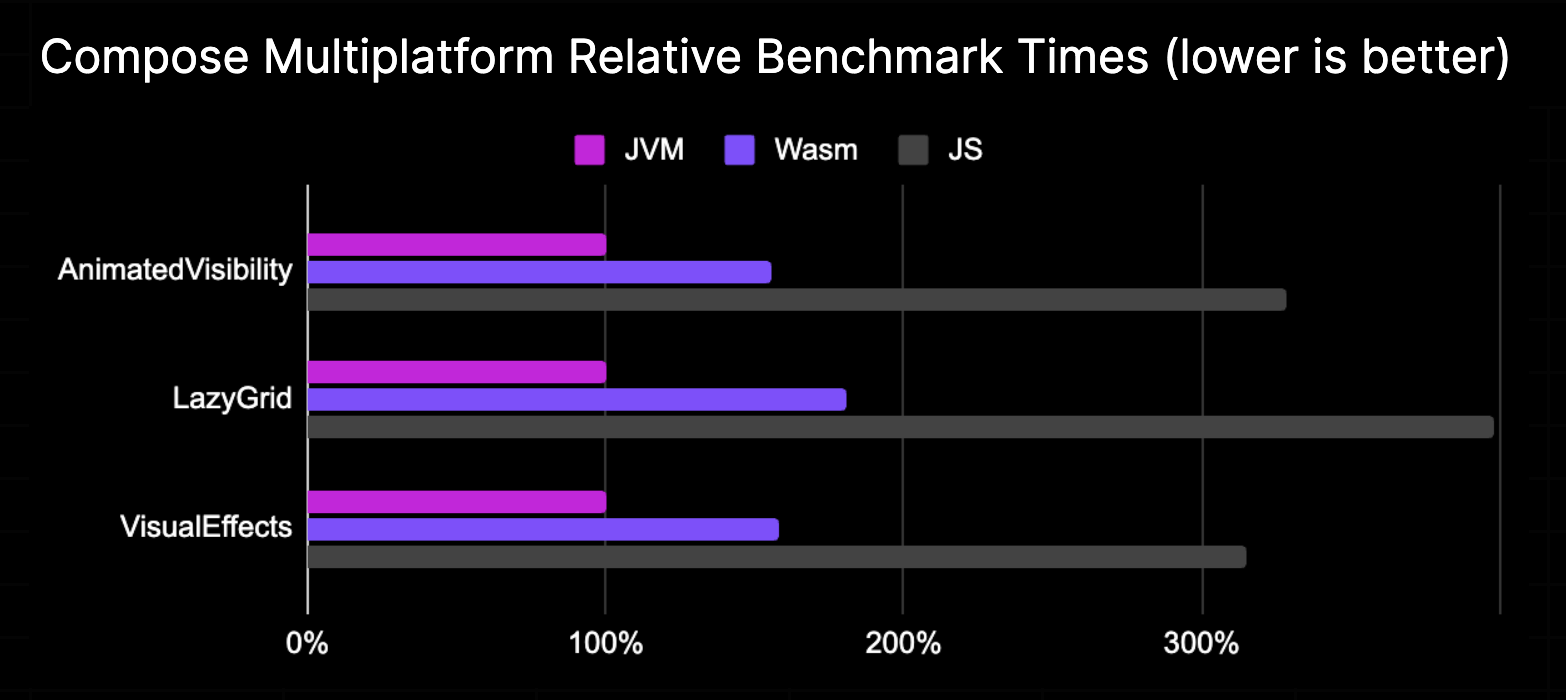 Compose Multiplatform Relative Benchmark Times (lower is better)
JVM Wasm JS
AnimatedVisibility
LazyGrid
VisualEffects
0% 100% 200% 300%